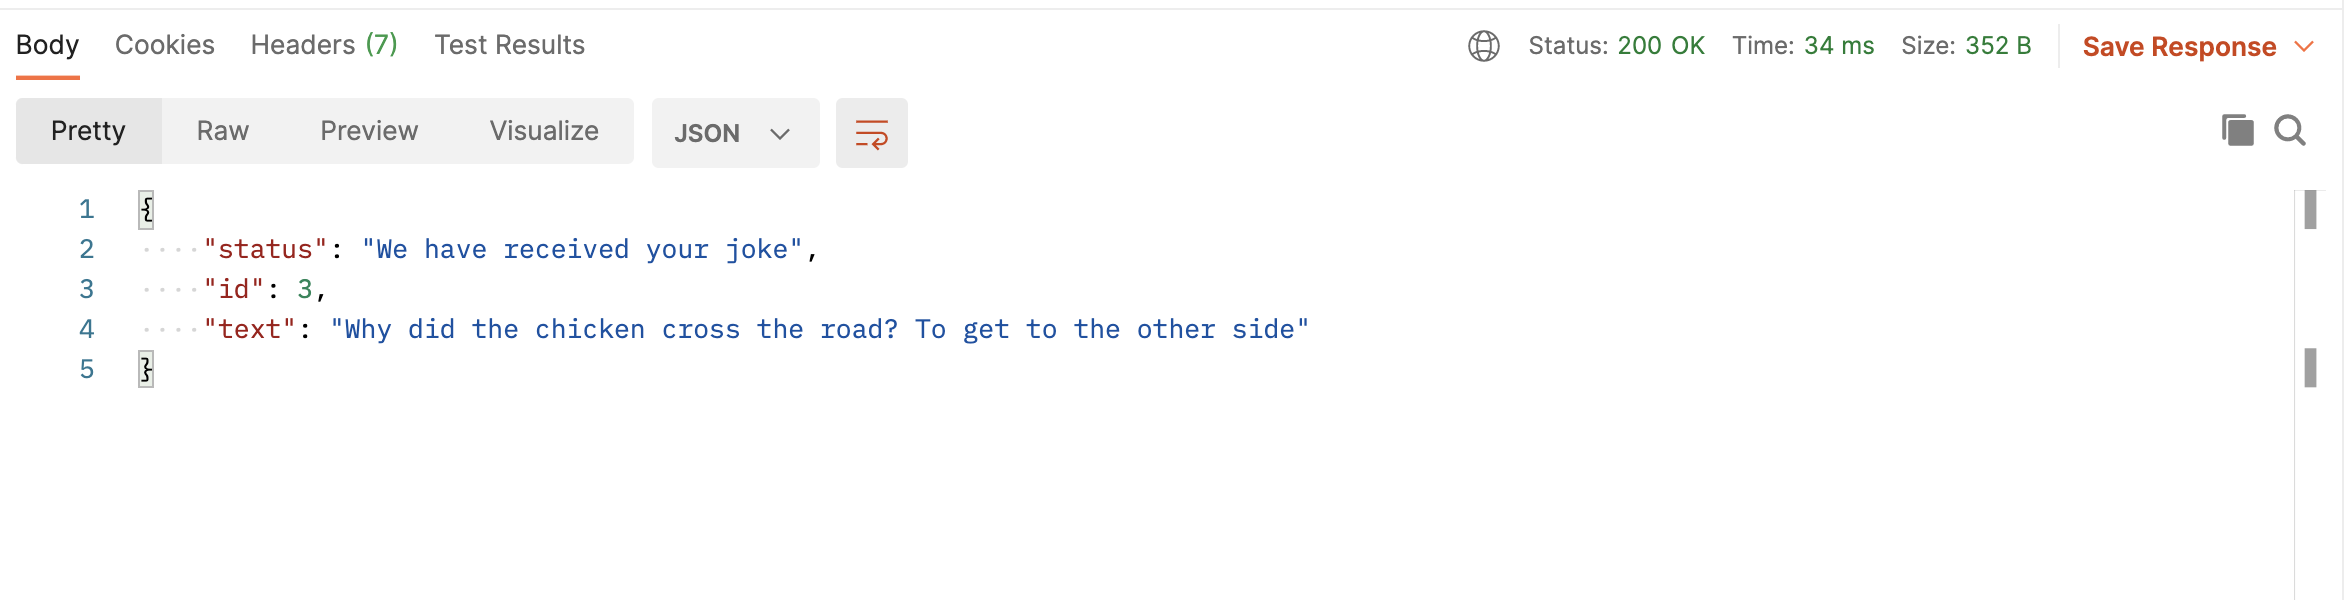 Body Cookies Headers (7) Test Results Status: 200 OK Time: 34 ms Size: 352 B Save Response
Pretty Raw Preview Visualize JSON
1 {
2 "status": "We have received your joke",
3 "id": 3,
4 "text": "Why did the chicken cross the road? To get to the other side"
5 }